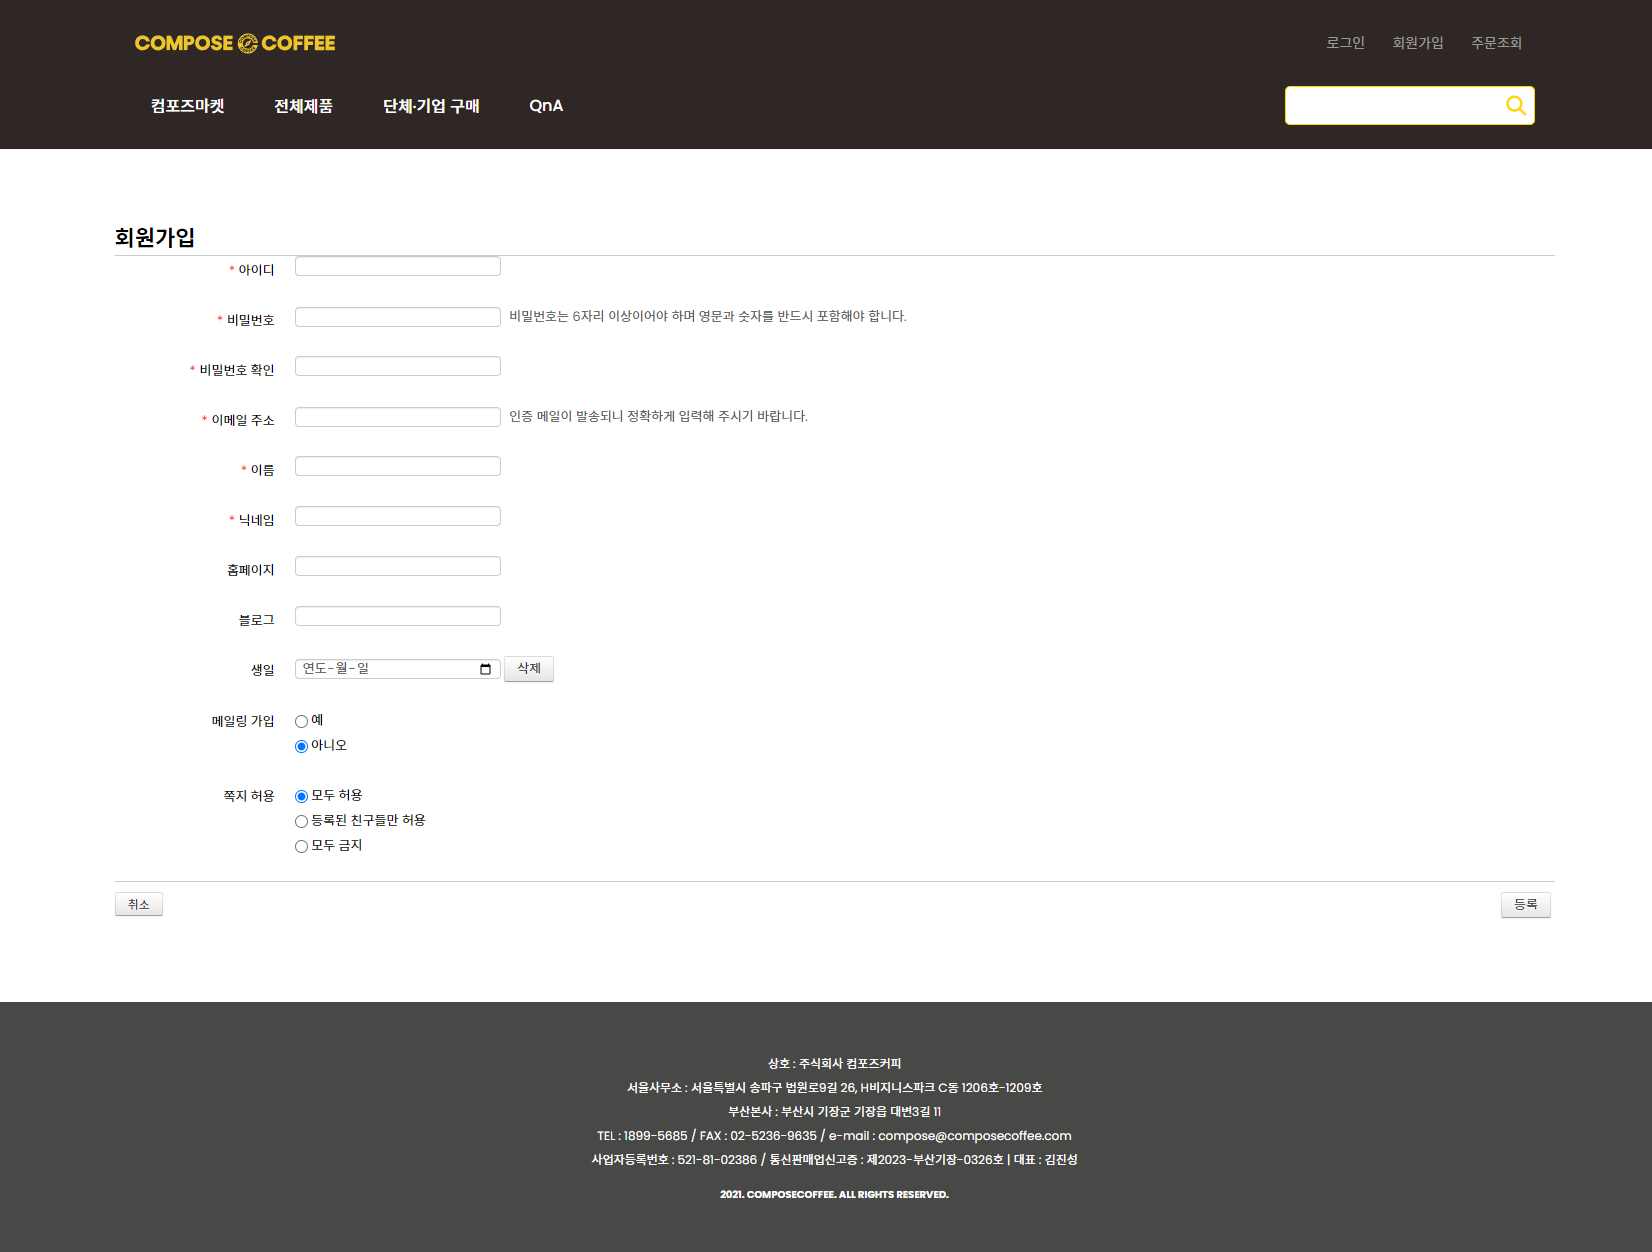 COMPOSE COFFEE
로그인 회원가입 주문조회
컴포즈마켓 전체제품 단체·기업 구매 QnA
회원가입
* 아이디
* 비밀번호 비밀번호는 6자리 이상이어야 하며 영문과 숫자를 반드시 포함해야 합니다.
* 비밀번호 확인
* 이메일 주소 인증 메일이 발송되니 정확하게 입력해 주시기 바랍니다.
* 이름
* 닉네임
홈페이지
블로그
생일 연도-월-일 삭제
메일링 가입 예
아니오
쪽지 허용 모두 허용
등록된 친구들만 허용
모두 금지
취소 등록
상호 : 주식회사 컴포즈커피
서울사무소 : 서울특별시 송파구 법원로9길 26, H비지니스파크 C동 1206호-1209호
부산본사 : 부산시 기장군 기장읍 대변3길 11
TEL : 1899-5685 / FAX : 02-5236-9635 / e-mail : compose@composecoffee.com
사업자등록번호 : 521-81-02386 / 통신판매업신고증 : 제2023-부산기장-0326호 | 대표 : 김진성
2021. COMPOSECOFFEE. ALL RIGHTS RESERVED.